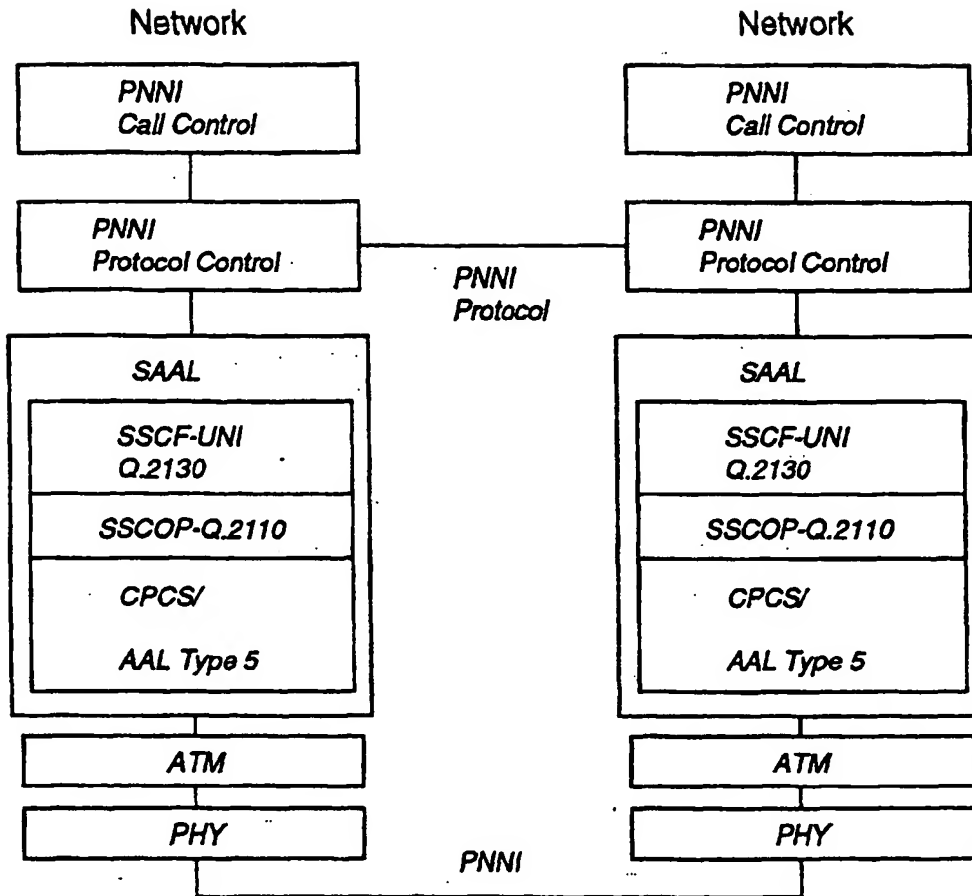 Network
PNNI
Call Control
PNNI
Protocol Control
SAAL
SSCF-UNI
Q.2130
SSCOP-Q.2110
CPCS/
AAL Type 5
ATM
PHY
PNNI
Protocol
PNNI
Network
PNNI
Call Control
PNNI
Protocol Control
SAAL
SSCF-UNI
Q.2130
SSCOP-Q.2110
CPCS/
AAL Type 5
ATM
PHY